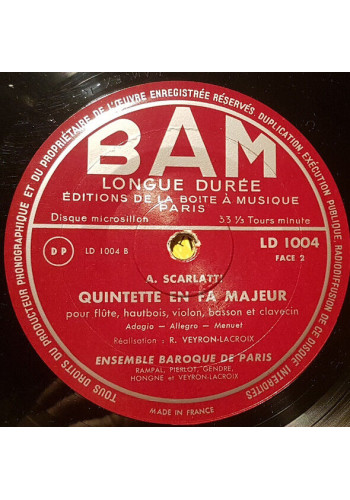 TOUS DROITS DU PRODUCTEUR PHONOGRAPHIQUE ET DU PROPRIÉTAIRE DE L'ŒUVRE ENREGISTRÉE RÉSERVÉS. DUPLICATION EXÉCUTION PUBLIQUE, RADIODIFFUSION DE CE DISQUE INTERDITES
BAM
LONGUE DURÉE
ÉDITIONS DE LA BOITE À MUSIQUE
PARIS
Disque microsillon 33 ⅓ Tours minute
DP LD 1004 B LD 1004
FACE 2
A. SCARLATTI
QUINTETTE EN FA MAJEUR
pour flûte, hautbois, violon, basson et clavecin
Adagio - Allegro - Menuet
Réalisation : R. VEYRON-LACROIX
ENSEMBLE BAROQUE DE PARIS
RAMPAL, PIERLOT, GENDRE,
HONGNE et VEYRON-LACROIX
MADE IN FRANCE